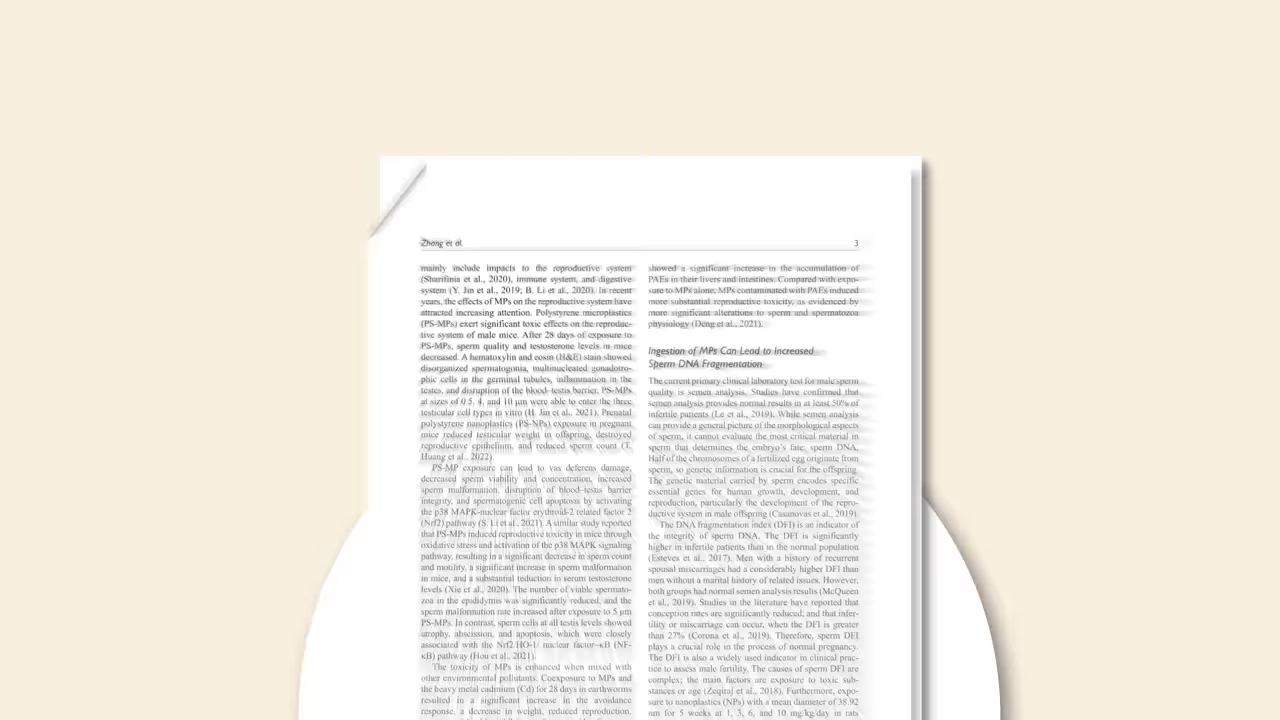 Zhang et al.
3
mainly include impacts to the reproductive system
(Sharifinia et al., 2020), immune system, and digestive
system (Y. Jin et al., 2019; B. Li et al., 2020). In recent
years, the effects of MPs on the reproductive system have
attracted increasing attention. Polystyrene microplastics
(PS-MPs) exert significant toxic effects on the reproduc-
tive system of male mice. After 28 days of exposure to
PS-MPs, sperm quality and testosterone levels in mice
decreased. A hematoxylin and eosin (H&E) stain showed
disorganized spermatogonia, multinucleated gonadotro-
phic cells in the germinal tubules, inflammation in the
testes, and disruption of the blood–testis barrier. PS-MPs
at sizes of 0.5, 4, and 10 μm were able to enter the three
testicular cell types in vitro (H. Jin et al., 2021). Prenatal
polystyrene nanoplastics (PS-NPs) exposure in pregnant
mice reduced testicular weight in offspring, destroyed
reproductive epithelium, and reduced sperm count (T.
Huang et al., 2022).
PS-MP exposure can lead to vas deferens damage,
decreased sperm viability and concentration, increased
sperm malformation, disruption of blood–testis barrier
integrity, and spermatogenic cell apoptosis by activating
the p38 MAPK-nuclear factor erythroid-2 related factor 2
(Nrf2) pathway (S. Li et al., 2021). A similar study reported
that PS-MPs induced reproductive toxicity in mice through
oxidative stress and activation of the p38 MAPK signaling
pathway, resulting in a significant decrease in sperm count
and motility, a significant increase in sperm malformation
in mice, and a substantial reduction in serum testosterone
levels (Xie et al., 2020). The number of viable spermato-
zoa in the epididymis was significantly reduced, and the
sperm malformation rate increased after exposure to 5 μm
PS-MPs. In contrast, sperm cells at all testis levels showed
atrophy, abscission, and apoptosis, which were closely
associated with the Nrf2/HO-1/ nuclear factor–κB (NF-
κB) pathway (Hou et al., 2021).
The toxicity of MPs is enhanced when mixed with
other environmental pollutants. Coexposure to MPs and
the heavy metal cadmium (Cd) for 28 days in earthworms
resulted in a significant increase in the avoidance
response, a decrease in weight, reduced reproduction,
showed a significant increase in the accumulation of
PAEs in their livers and intestines. Compared with expo-
sure to MPs alone, MPs contaminated with PAEs induced
more substantial reproductive toxicity, as evidenced by
more significant alterations to sperm and spermatozoa
physiology (Deng et al., 2021).
Ingestion of MPs Can Lead to Increased
Sperm DNA Fragmentation
The current primary clinical laboratory test for male sperm
quality is semen analysis. Studies have confirmed that
semen analysis provides normal results in at least 50% of
infertile patients (Le et al., 2019). While semen analysis
can provide a general picture of the morphological aspects
of sperm, it cannot evaluate the most critical material in
sperm that determines the embryo's fate: sperm DNA.
Half of the chromosomes of a fertilized egg originate from
sperm, so genetic information is crucial for the offspring.
The genetic material carried by sperm encodes specific
essential genes for human growth, development, and
reproduction, particularly the development of the repro-
ductive system in male offspring (Casanovas et al., 2019).
The DNA fragmentation index (DFI) is an indicator of
the integrity of sperm DNA. The DFI is significantly
higher in infertile patients than in the normal population
(Esteves et al., 2017). Men with a history of recurrent
spousal miscarriages had a considerably higher DFI than
men without a marital history of related issues. However,
both groups had normal semen analysis results (McQueen
et al., 2019). Studies in the literature have reported that
conception rates are significantly reduced, and that infer-
tility or miscarriage can occur, when the DFI is greater
than 27% (Corona et al., 2019). Therefore, sperm DFI
plays a crucial role in the process of normal pregnancy.
The DFI is also a widely used indicator in clinical prac-
tice to assess male fertility. The causes of sperm DFI are
complex; the main factors are exposure to toxic sub-
stances or age (Zeqiraj et al., 2018). Furthermore, expo-
sure to nanoplastics (NPs) with a mean diameter of 38.92
nm for 5 weeks at 1, 3, 6, and 10 mg/kg/day in rats